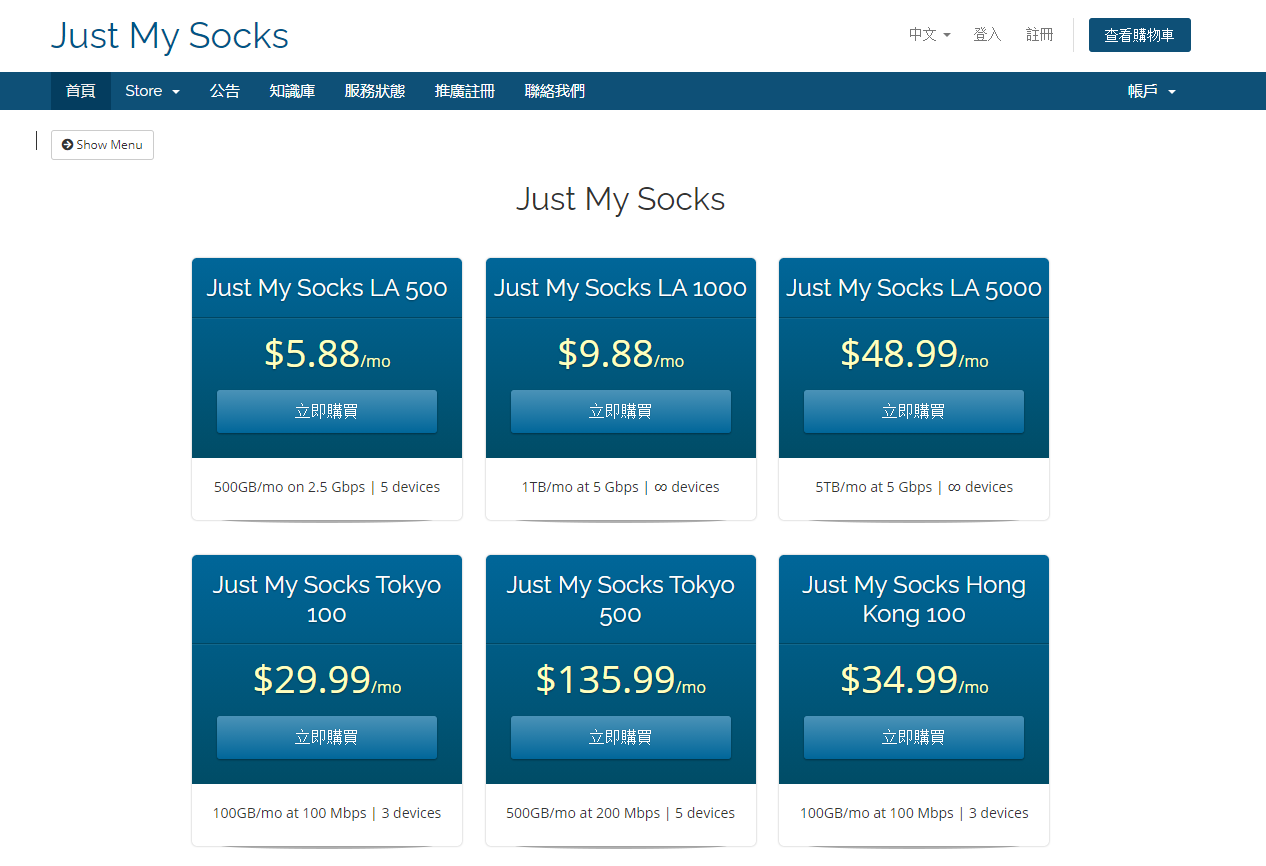 Just My Socks
中文 登入 註冊 查看購物車
首頁 Store 公告 知識庫 服務狀態 推廣註冊 聯絡我們 帳戶
Show Menu
Just My Socks
Just My Socks LA 500
$5.88/mo
立即購買
500GB/mo on 2.5 Gbps | 5 devices
Just My Socks LA 1000
$9.88/mo
立即購買
1TB/mo at 5 Gbps | ∞ devices
Just My Socks LA 5000
$48.99/mo
立即購買
5TB/mo at 5 Gbps | ∞ devices
Just My Socks Tokyo
100
$29.99/mo
立即購買
100GB/mo at 100 Mbps | 3 devices
Just My Socks Tokyo
500
$135.99/mo
立即購買
500GB/mo at 200 Mbps | 5 devices
Just My Socks Hong
Kong 100
$34.99/mo
立即購買
100GB/mo at 100 Mbps | 3 devices